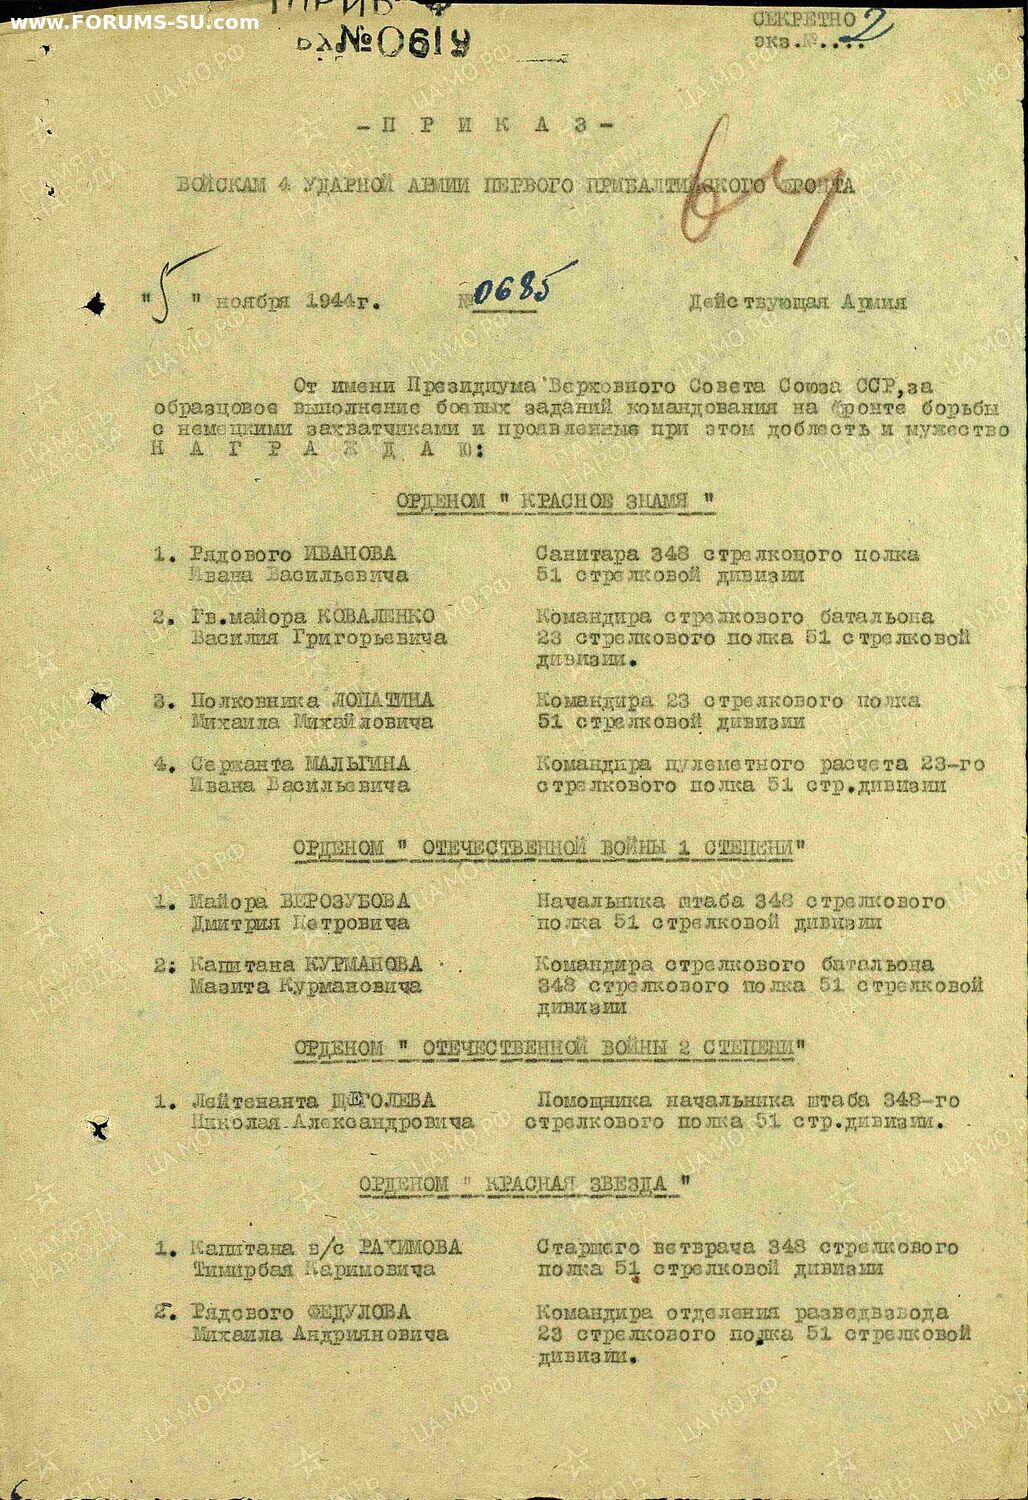 www.FORUMS-SU.com
СЕКРЕТНО
экз.№.... 2
вх.№0619
-П Р И К А З-
ВОЙСКАМ 4 УДАРНОЙ АРМИИ ПЕРВОГО ПРИБАЛТИЙСКОГО ФРОНТА
"5" ноября 1944г. № 0685 Действующая Армия
От имени Президиума Верховного Совета Союза ССР,за
образцовое выполнение боевых заданий командования на фронте борьбы
с немецкими захватчиками и проявленные при этом доблесть и мужество
Н А Г Р А Ж Д А Ю:
ОРДЕНОМ " КРАСНОЕ ЗНАМЯ "
1. Рядового ИВАНОВА Санитара 348 стрелкоцого полка
Ивана Васильевича 51 стрелковой дивизии
2. Гв.майора КОВАЛЕНКО Командира стрелкового батальона
Василия Григорьевича 23 стрелкового полка 51 стрелковой
дивизии.
3. Полковника ЛОПАТИНА Командира 23 стрелкового полка
Михаила Михайловича 51 стрелковой дивизии
4. Сержанта МАЛЬГИНА Командира пулеметного расчета 23-го
Ивана Васильевича стрелкового полка 51 стр.дивизии
ОРДЕНОМ " ОТЕЧЕСТВЕННОЙ ВОЙНЫ 1 СТЕПЕНИ"
1. Майора БЕРОЗУБОВА Начальника штаба 348 стрелкового
Дмитрия Петровича полка 51 стрелковой дивизии
2: Капитана КУРМАНОВА Командира стрелкового батальона
Мазита Курмановича 348 стрелкового полка 51 стрелковой
дивизии
ОРДЕНОМ " ОТЕЧЕСТВЕННОЙ ВОЙНЫ 2 СТЕПЕНИ"
1. Лейтенанта ЩЕГОЛЕВА Помощника начальника штаба 348-го
Николая Александровича стрелкового полка 51 стр.дивизии.
ОРДЕНОМ " КРАСНАЯ ЗВЕЗДА "
1. Капитана в/с РАХИМОВА Старшего ветврача 348 стрелкового
Тимирбая Каримовича полка 51 стрелковой дивизии
2. Рядового ФЕДУЛОВА Командира отделения разведвзвода
Михаила Андрияновича 23 стрелкового полка 51 стрелковой
дивизии.